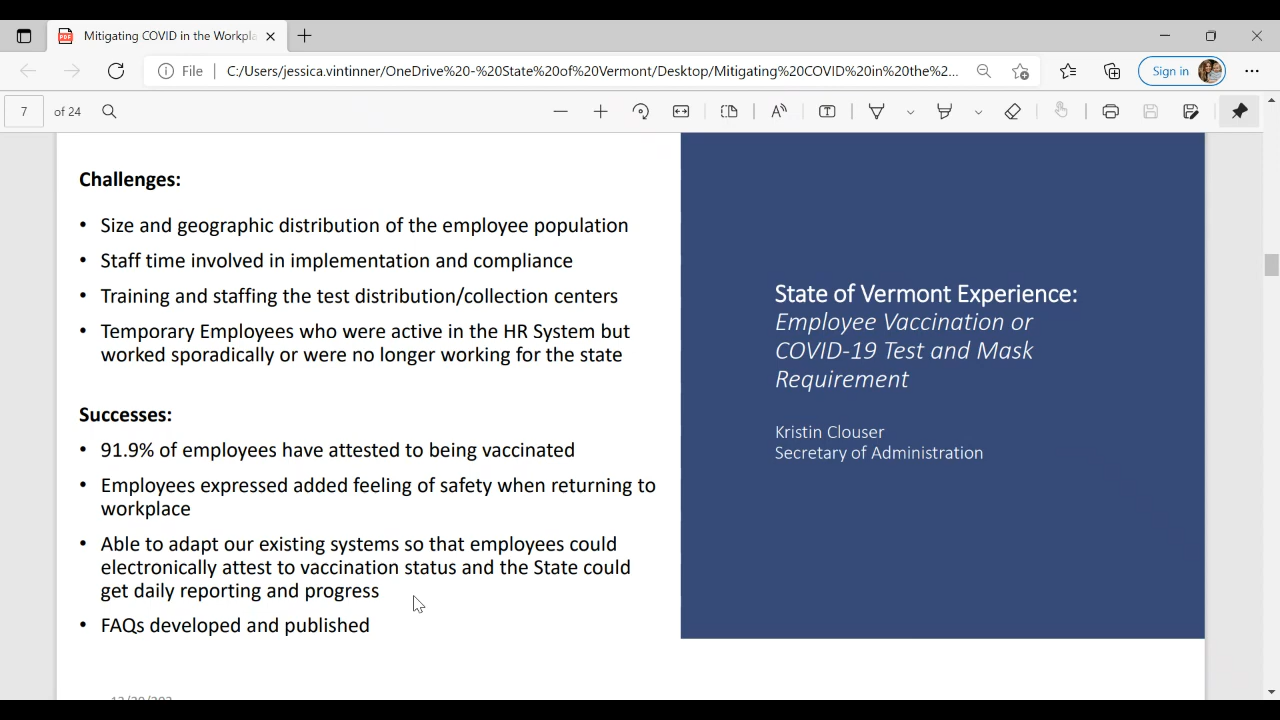 Mitigating COVID in the Workpla
File
C:/Users/jessica.vintinner/OneDrive%20-%20State%20of%20Vermont/Desktop/Mitigating%20COVID%20in%20the%2...
Sign in
7 of 24
Challenges:
• Size and geographic distribution of the employee population
• Staff time involved in implementation and compliance
• Training and staffing the test distribution/collection centers
• Temporary Employees who were active in the HR System but
worked sporadically or were no longer working for the state
Successes:
• 91.9% of employees have attested to being vaccinated
• Employees expressed added feeling of safety when returning to
workplace
• Able to adapt our existing systems so that employees could
electronically attest to vaccination status and the State could
get daily reporting and progress
• FAQs developed and published
State of Vermont Experience:
Employee Vaccination or
COVID-19 Test and Mask
Requirement
Kristin Clouser
Secretary of Administration